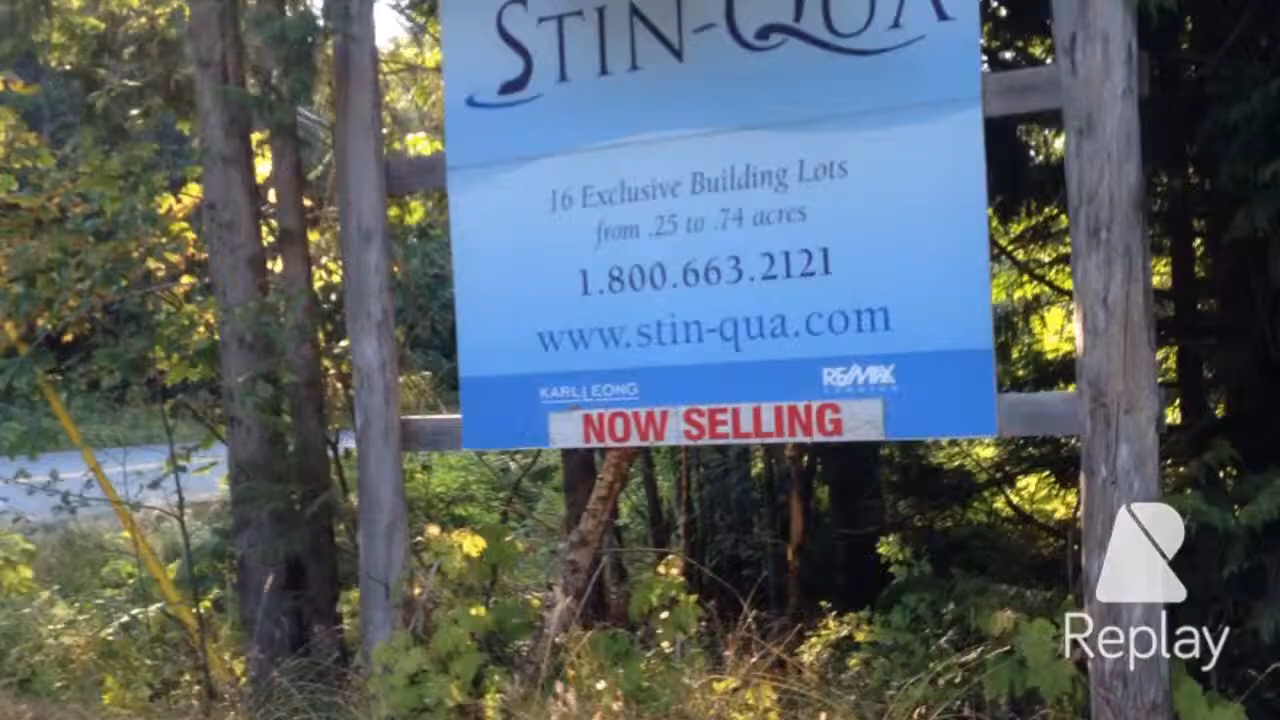 STIN-QUA
16 Exclusive Building Lots
from .25 to .74 acres
1.800.663.2121
www.stin-qua.com
KARL LEONG
RE/MAX
NOW SELLING
Replay